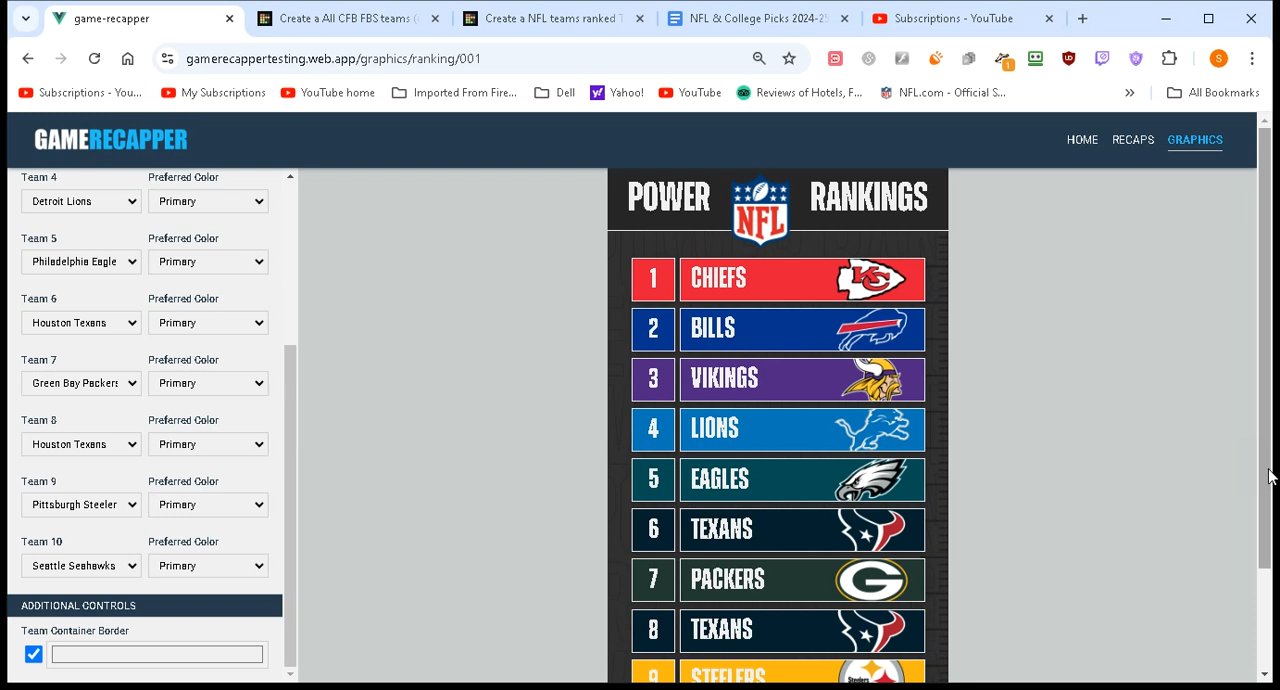 game-recapper
Create a All CFB FBS teams (
Create a NFL teams ranked T
NFL & College Picks 2024-25
Subscriptions - YouTube
gamerecappertesting.web.app/graphics/ranking/001
1
S
Subscriptions - You...
My Subscriptions
YouTube home
Imported From Fire...
Dell
Yahoo!
YouTube
Reviews of Hotels, F...
NFL.com - Official S...
»
All Bookmarks
GAMERECAPPER
HOME
RECAPS
GRAPHICS
Team 4
Preferred Color
Detroit Lions
Primary
Team 5
Preferred Color
Philadelphia Eagle
Primary
Team 6
Preferred Color
Houston Texans
Primary
Team 7
Preferred Color
Green Bay Packers
Primary
Team 8
Preferred Color
Houston Texans
Primary
Team 9
Preferred Color
Pittsburgh Steeler
Primary
Team 10
Preferred Color
Seattle Seahawks
Primary
ADDITIONAL CONTROLS
Team Container Border
POWER NFL RANKINGS
1 CHIEFS KC
2 BILLS
3 VIKINGS
4 LIONS
5 EAGLES
6 TEXANS
7 PACKERS G
8 TEXANS
9 STEELERS